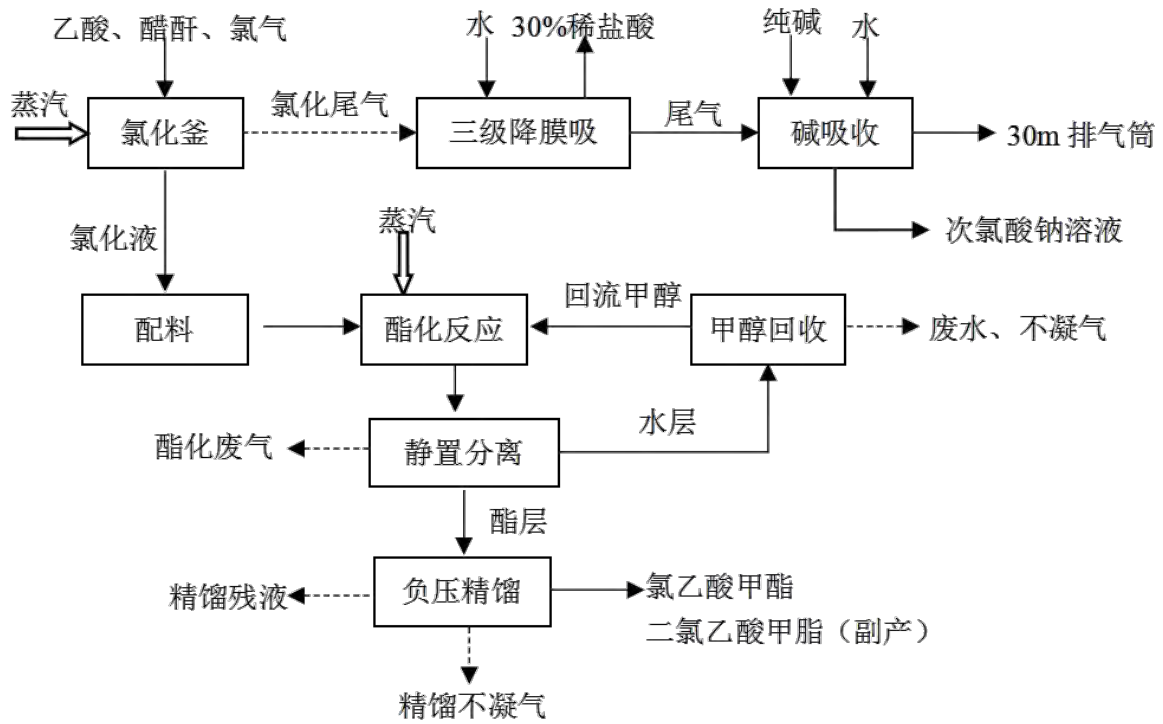 乙酸、醋酐、氯气
水
30%稀盐酸
纯碱
水
蒸汽
氯化釜
氯化尾气
三级降膜吸
尾气
碱吸收
30m 排气筒
氯化液
蒸汽
次氯酸钠溶液
配料
酯化反应
回流甲醇
甲醇回收
废水、不凝气
酯化废气
静置分离
水层
酯层
精馏残液
负压精馏
氯乙酸甲酯
二氯乙酸甲脂（副产）
精馏不凝气